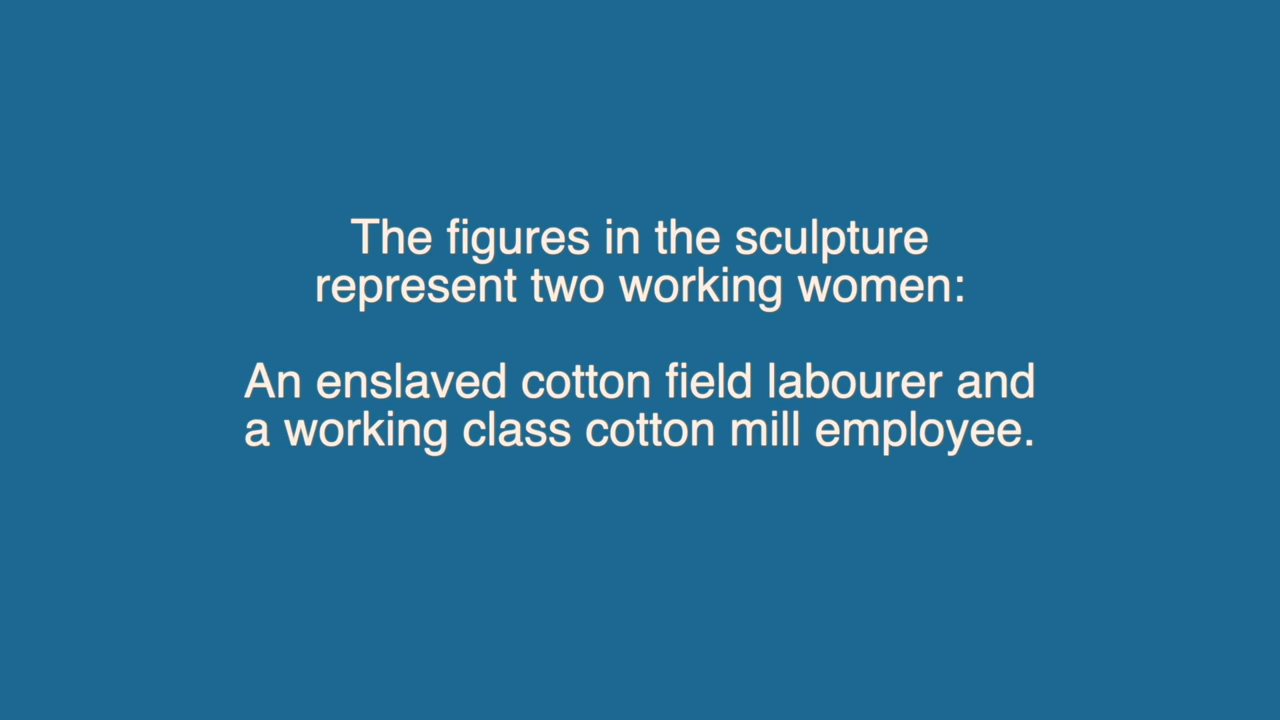 The figures in the sculpture
represent two working women:
An enslaved cotton field labourer and
a working class cotton mill employee.